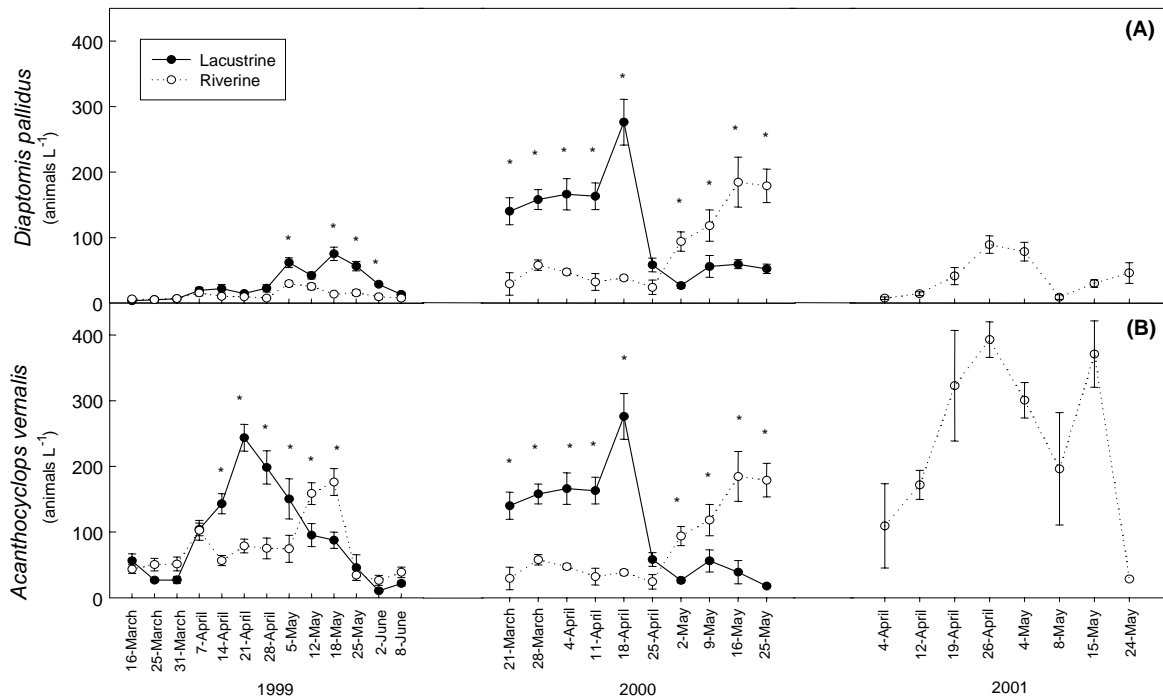 (A)
Lacustrine
Riverine
Diaptomis pallidus
(animals L-1)
400
300
200
100
0
* * * *
* * * * * * * * *
(B)
Acanthocyclops vernalis
(animals L-1)
400
300
200
100
0
* * * * * *
* * * * * * * * *
16-March
25-March
31-March
7-April
14-April
21-April
28-April
5-May
12-May
18-May
25-May
2-June
8-June
21-March
28-March
4-April
11-April
18-April
25-April
2-May
9-May
16-May
25-May
4-April
12-April
19-April
26-April
4-May
8-May
15-May
24-May
1999
2000
2001